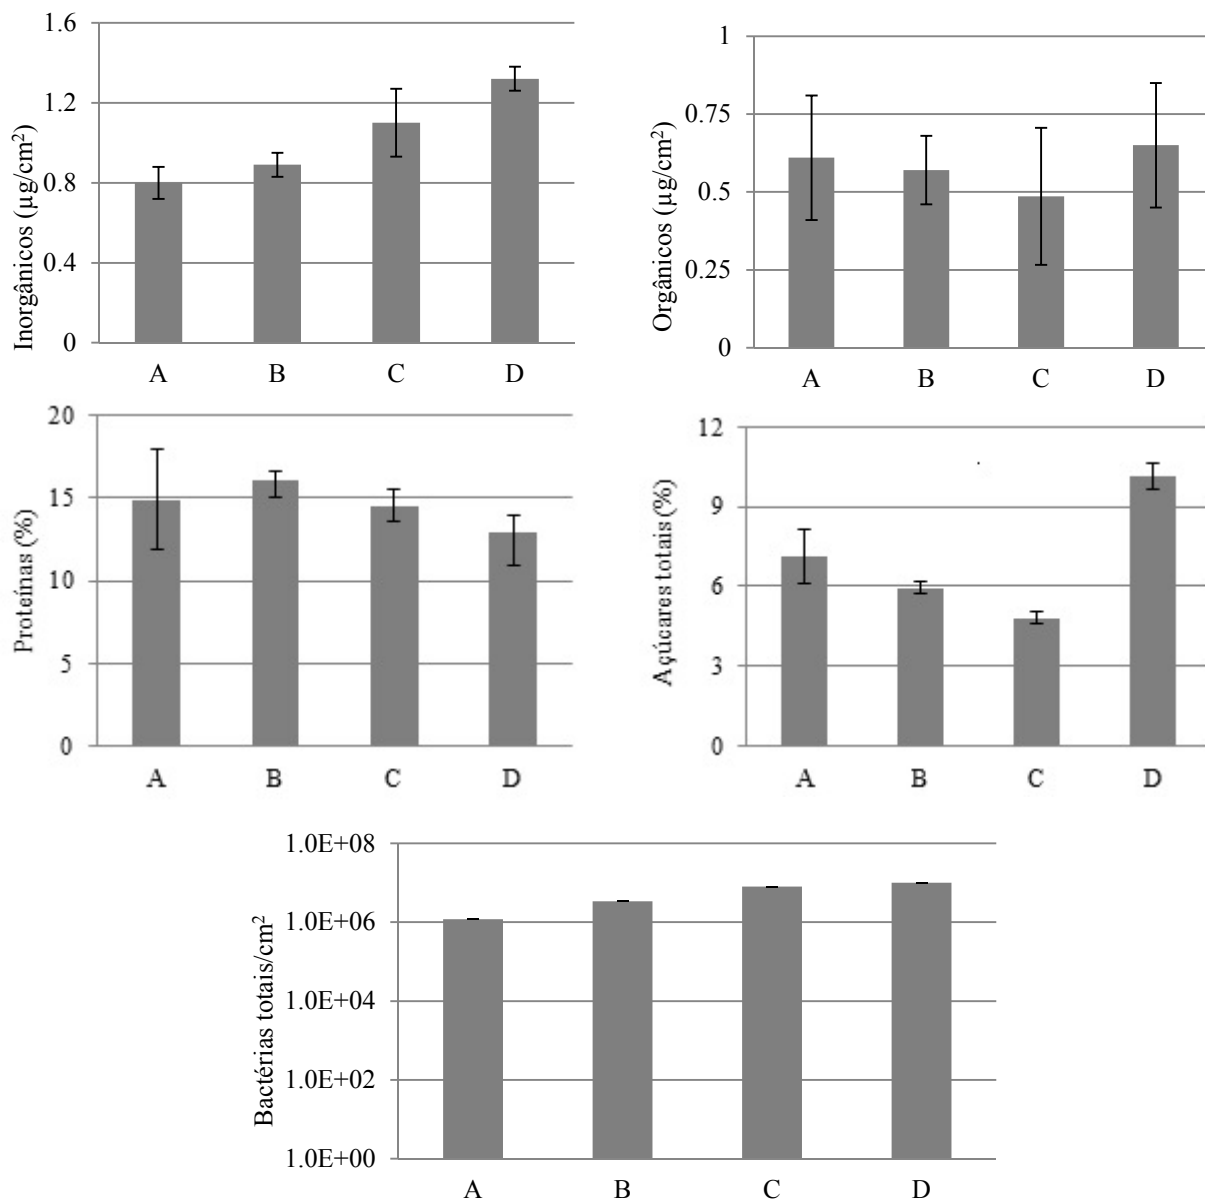 Inorgânicos (µg/cm²)
1.6
1.2
0.8
0.4
0
A B C D
Orgânicos (µg/cm²)
1
0.75
0.5
0.25
0
A B C D
Proteínas (%)
20
15
10
5
0
A B C D
Açúcares totais (%)
12
9
6
3
0
A B C D
Bactérias totais/cm²
1.0E+08
1.0E+06
1.0E+04
1.0E+02
1.0E+00
A B C D